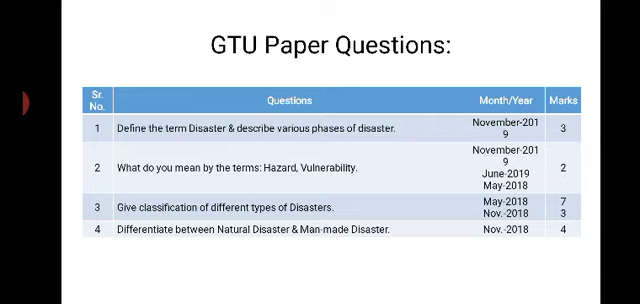 GTU Paper Questions:
Sr.
No.
Questions
Month/Year
Marks
1
Define the term Disaster & describe various phases of disaster.
November-201
9
3
2
What do you mean by the terms: Hazard, Vulnerability.
November-201
9
June-2019
May-2018
2
3
Give classification of different types of Disasters.
May-2018
Nov.-2018
7
3
4
Differentiate between Natural Disaster & Man-made Disaster.
Nov.-2018
4